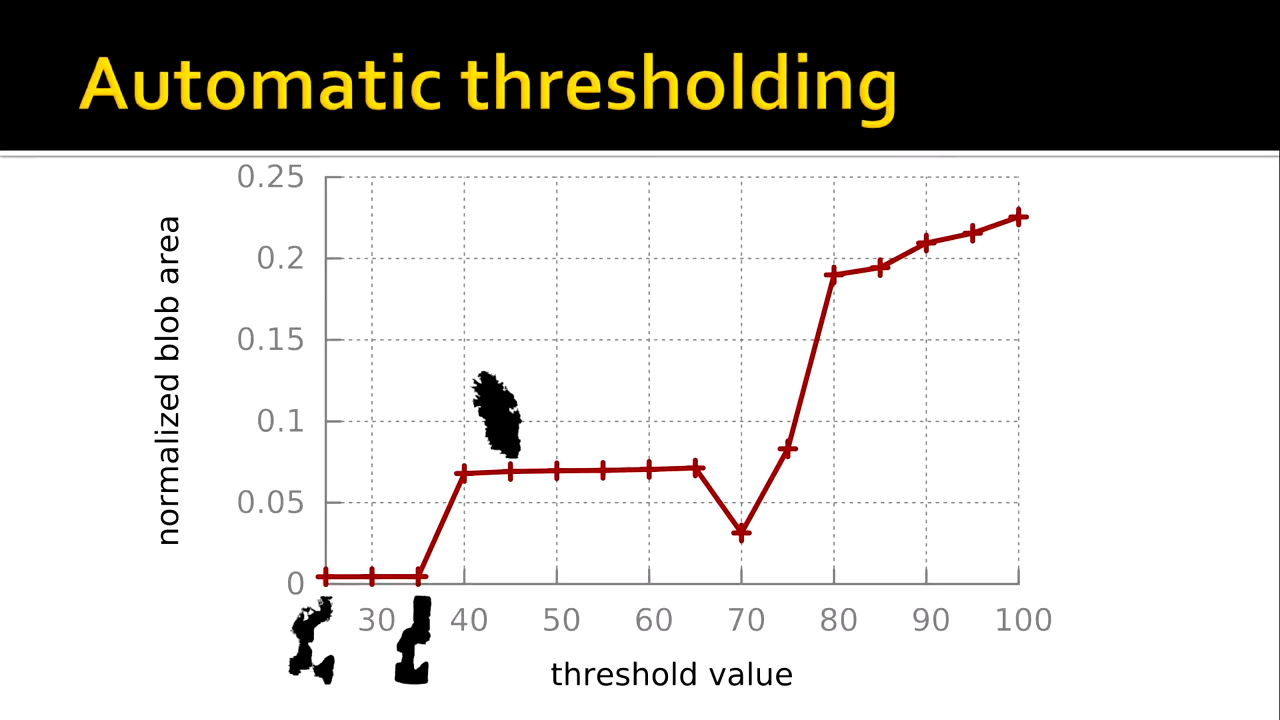 Automatic thresholding
0.25
0.2
0.15
0.1
0.05
0
normalized blob area
30 40 50 60 70 80 90 100
threshold value